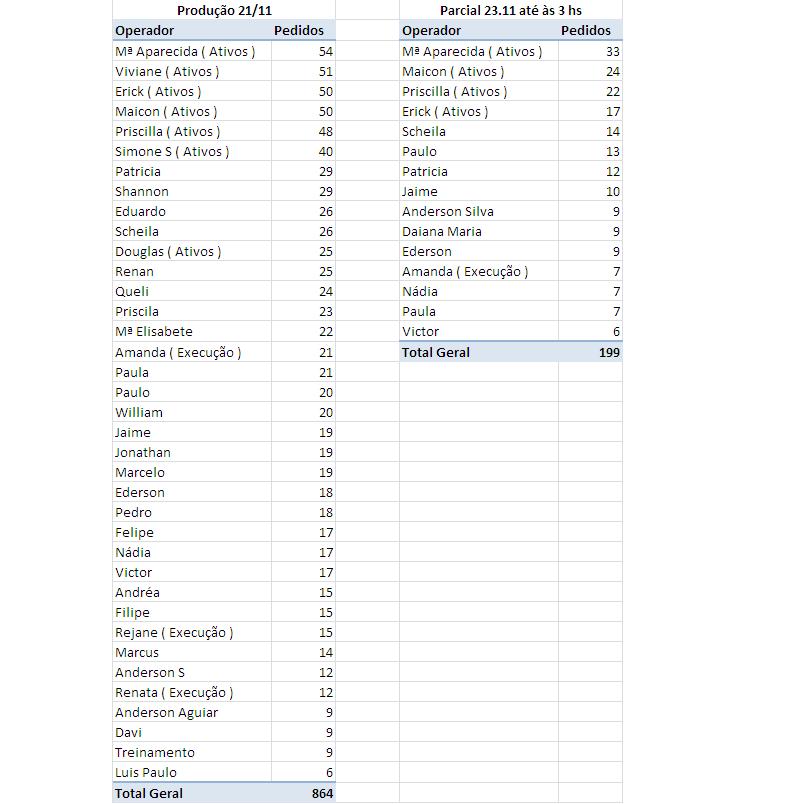 Produção 21/11
Operador Pedidos
Mª Aparecida ( Ativos ) 54
Viviane ( Ativos ) 51
Erick ( Ativos ) 50
Maicon ( Ativos ) 50
Priscilla ( Ativos ) 48
Simone S ( Ativos ) 40
Patricia 29
Shannon 29
Eduardo 26
Scheila 26
Douglas ( Ativos ) 25
Renan 25
Queli 24
Priscila 23
Mª Elisabete 22
Amanda ( Execução ) 21
Paula 21
Paulo 20
William 20
Jaime 19
Jonathan 19
Marcelo 19
Ederson 18
Pedro 18
Felipe 17
Nádia 17
Victor 17
Andréa 15
Filipe 15
Rejane ( Execução ) 15
Marcus 14
Anderson S 12
Renata ( Execução ) 12
Anderson Aguiar 9
Davi 9
Treinamento 9
Luis Paulo 6
Total Geral 864
Parcial 23.11 até às 3 hs
Operador Pedidos
Mª Aparecida ( Ativos ) 33
Maicon ( Ativos ) 24
Priscilla ( Ativos ) 22
Erick ( Ativos ) 17
Scheila 14
Paulo 13
Patricia 12
Jaime 10
Anderson Silva 9
Daiana Maria 9
Ederson 9
Amanda ( Execução ) 7
Nádia 7
Paula 7
Victor 6
Total Geral 199